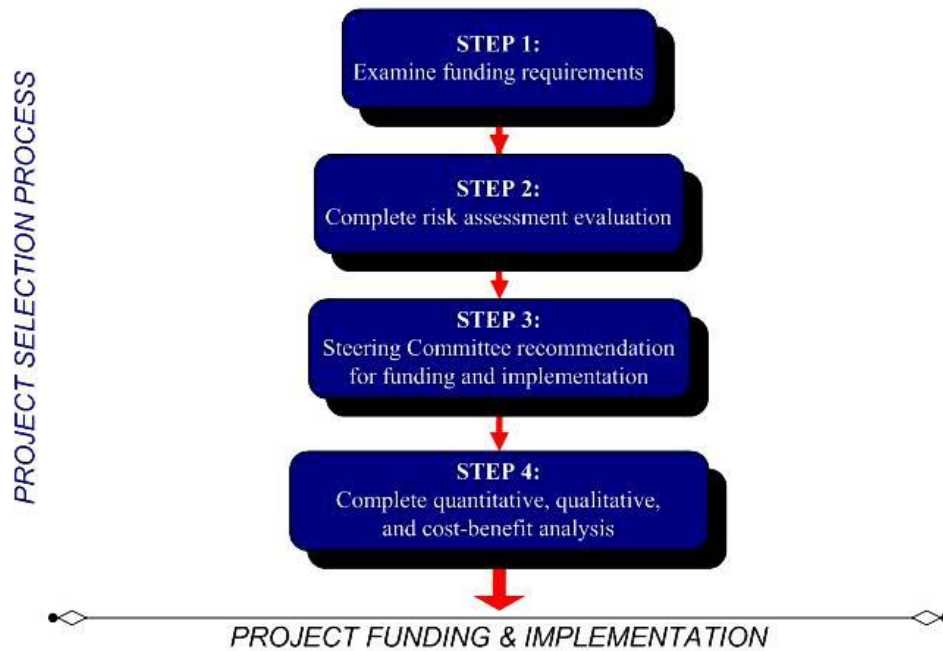 PROJECT SELECTION PROCESS
STEP 1:
Examine funding requirements
STEP 2:
Complete risk assessment evaluation
STEP 3:
Steering Committee recommendation
for funding and implementation
STEP 4:
Complete quantitative, qualitative,
and cost-benefit analysis
PROJECT FUNDING & IMPLEMENTATION